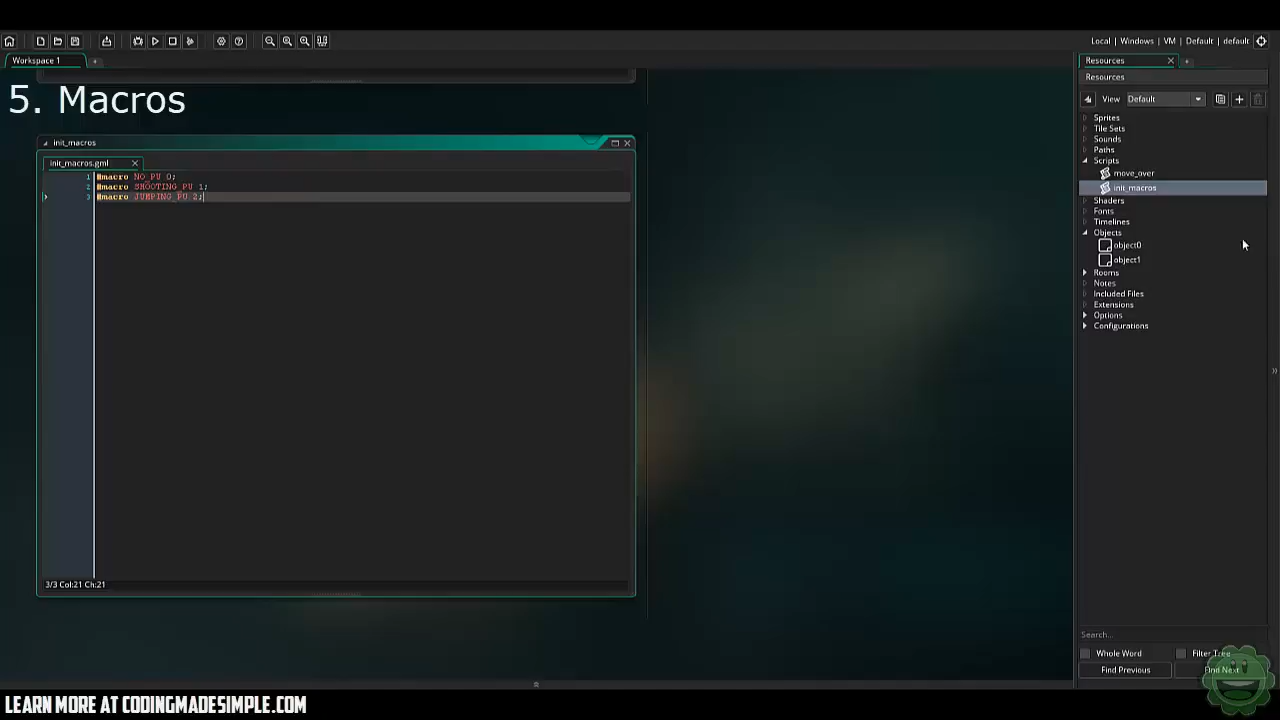 Local | Windows | VM | Default | default
Workspace 1
Resources
Resources
5. Macros
View Default
init_macros
init_macros.gml
1 #macro NO_PU 0;
2 #macro SHOOTING_PU 1;
3 #macro JUMPING_PU 2;
3/3 Col:21 Ch:21
Sprites
Tile Sets
Sounds
Paths
Scripts
move_over
init_macros
Shaders
Fonts
Timelines
Objects
object0
object1
Rooms
Notes
Included Files
Extensions
Options
Configurations
Search...
Whole Word
Filter Tree
Find Previous
Find Next
LEARN MORE AT CODINGMADESIMPLE.COM